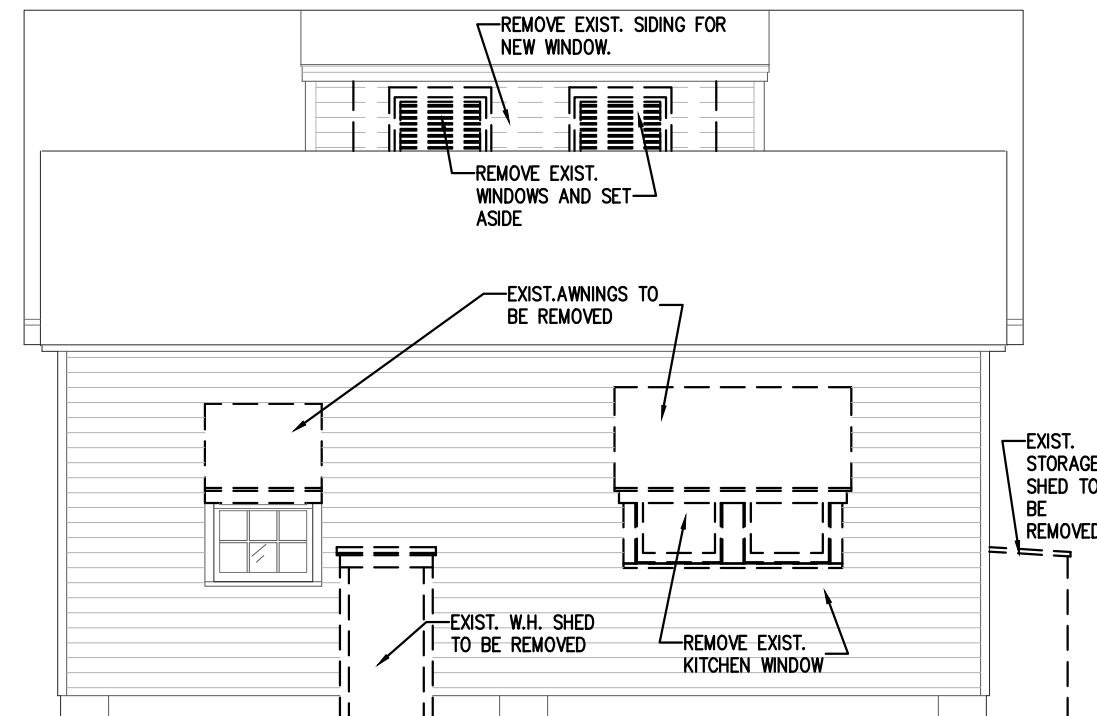 REMOVE EXIST. SIDING FOR
NEW WINDOW.
REMOVE EXIST.
WINDOWS AND SET
ASIDE
EXIST.AWNINGS TO
BE REMOVED
EXIST.
STORAGE
SHED TO
BE
REMOVED
EXIST. W.H. SHED
TO BE REMOVED
REMOVE EXIST.
KITCHEN WINDOW